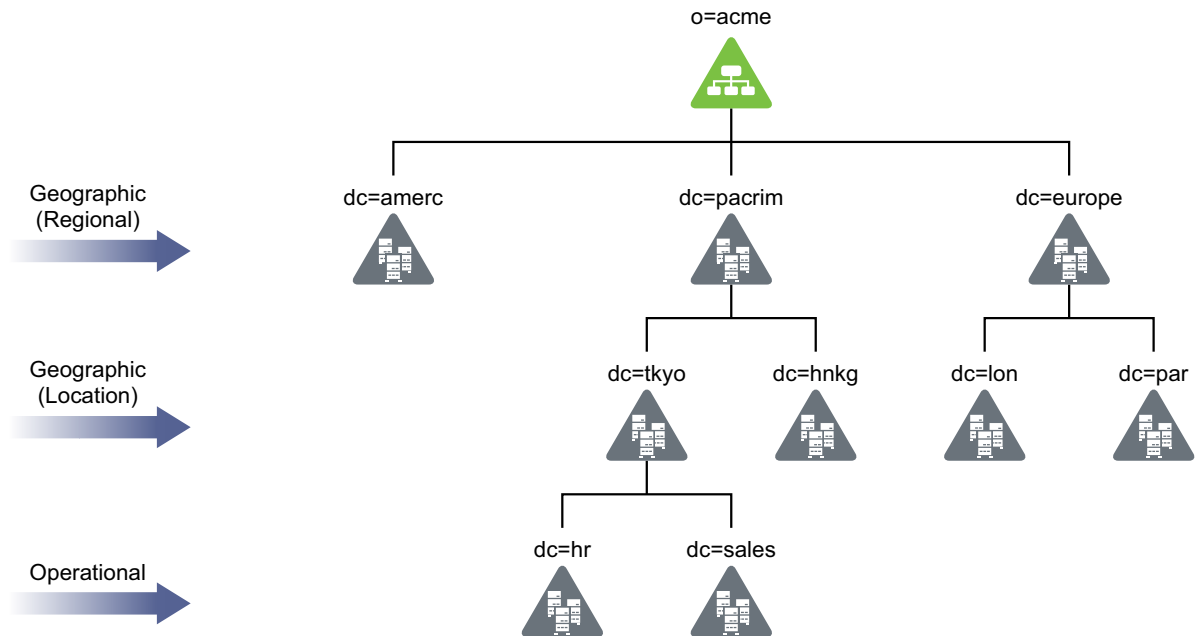 o=acme
Geographic
(Regional)
dc=amerc
dc=pacrim
dc=europe
Geographic
(Location)
dc=tkyo
dc=hnkg
dc=lon
dc=par
Operational
dc=hr
dc=sales